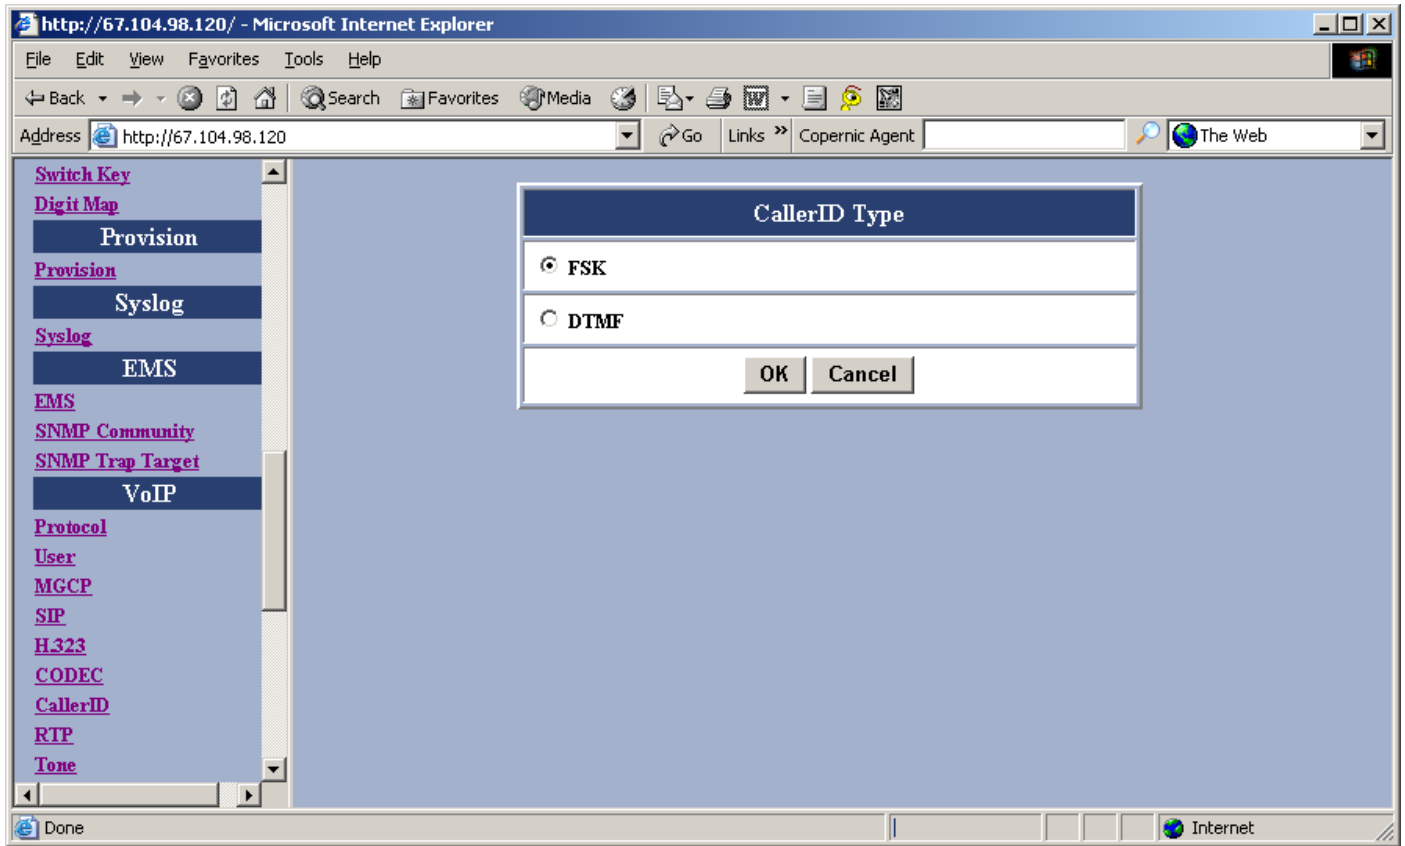 http://67.104.98.120/ - Microsoft Internet Explorer
File Edit View Favorites Tools Help
Back Search Favorites Media
Address http://67.104.98.120 Go Links » Copernic Agent The Web
Switch Key
Digit Map
Provision
Provision
Syslog
Syslog
EMS
EMS
SNMP Community
SNMP Trap Target
VoIP
Protocol
User
MGCP
SIP
H.323
CODEC
CallerID
RTP
Tone
CallerID Type
FSK
DTMF
OK Cancel
Done Internet